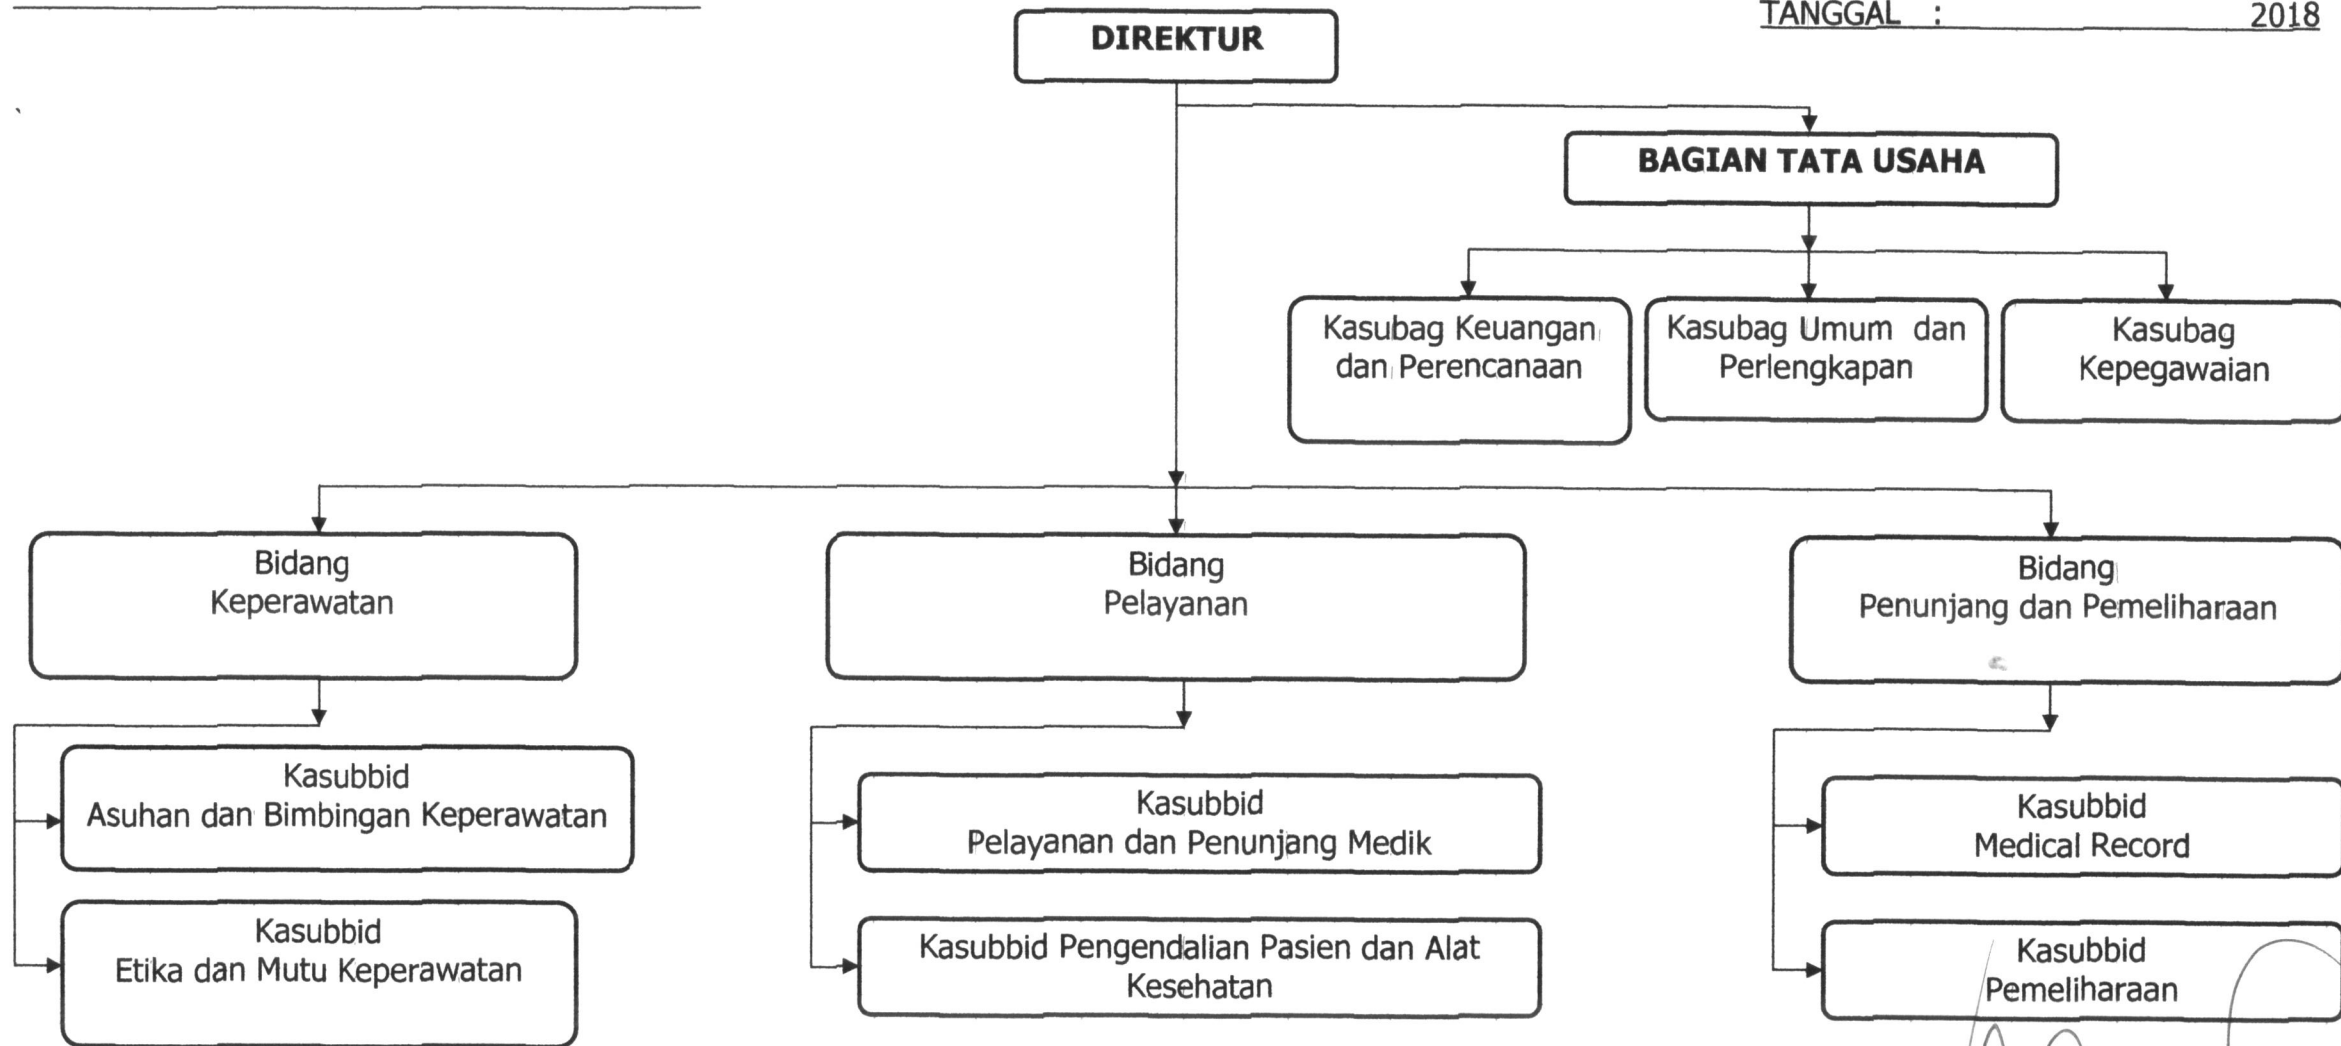 TANGGAL : 2018
DIREKTUR
BAGIAN TATA USAHA
Kasubag Keuangan
dan Perencanaan
Kasubag Umum dan
Perlengkapan
Kasubag
Kepegawaian
Bidang
Keperawatan
Bidang
Pelayanan
Bidang
Penunjang dan Pemeliharaan
Kasubbid
Asuhan dan Bimbingan Keperawatan
Kasubbid
Etika dan Mutu Keperawatan
Kasubbid
Pelayanan dan Penunjang Medik
Kasubbid Pengendalian Pasien dan Alat
Kesehatan
Kasubbid
Medical Record
Kasubbid
Pemeliharaan